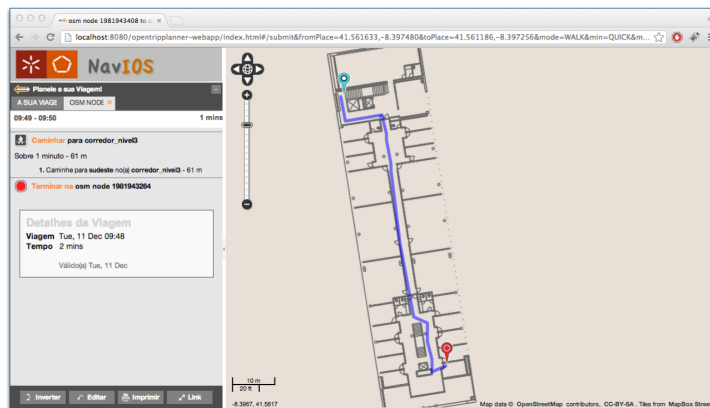 osm node 1981943408 to o
localhost:8080/opentripplanner-webapp/index.html#/submit&fromPlace=41.561633,-8.397480&toPlace=41.561186,-8.397256&mode=WALK&min=QUICK&m...
NavIOS
Planeie a sua Viagem!
A SUA VIAGE
OSM NODE
09:49 - 09:50
1 mins
Caminhar para corredor_nivel3
Sobre 1 minuto - 61 m
1. Caminhe para sudeste no(a) corredor_nivel3 - 61 m
Terminar na osm node 1981943264
Detalhes da Viagem
Viagem Tue, 11 Dec 09:48
Tempo 2 mins
Válido(a) Tue, 11 Dec
Inverter
Editar
Imprimir
Link
10 m
20 ft
-8.3967, 41.5617
Map data © OpenStreetMap contributors, CC-BY-SA . Tiles from MapBox Stree